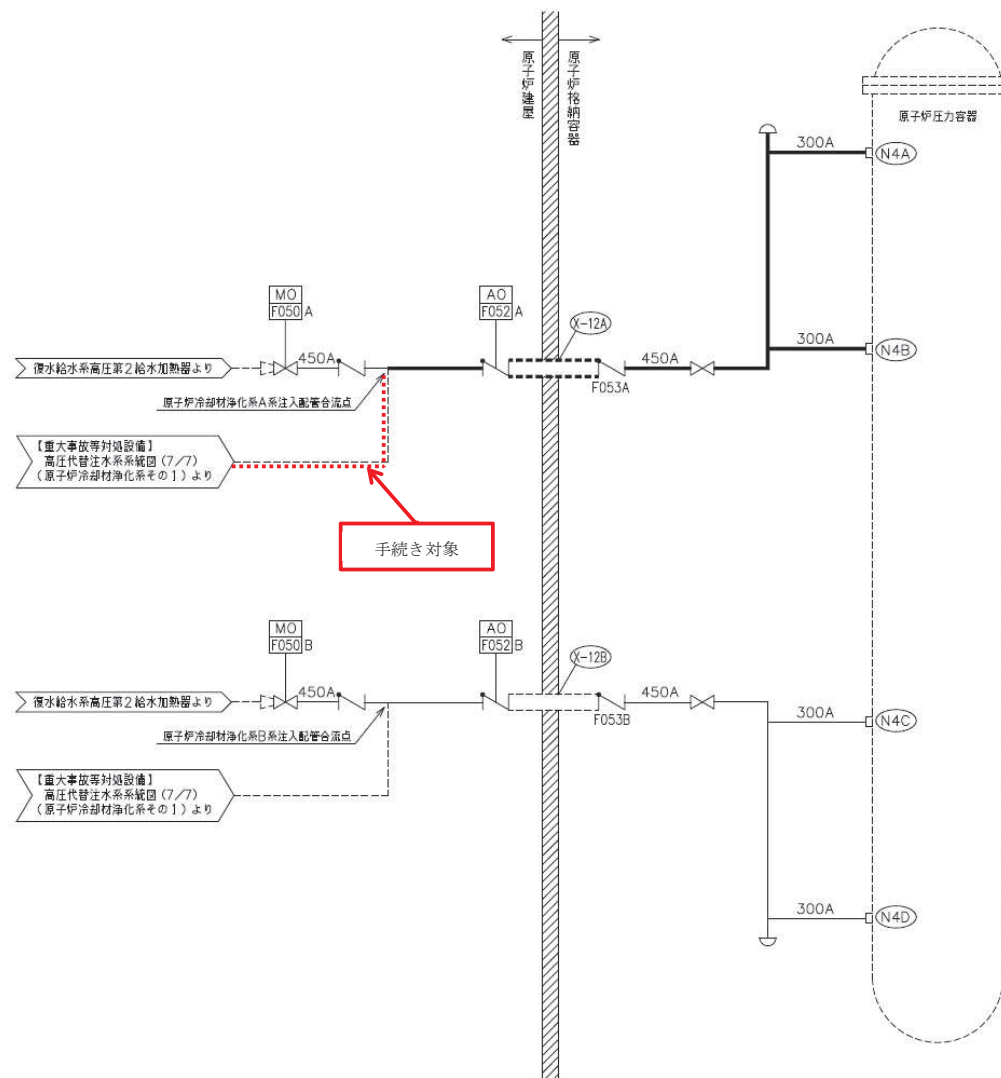 原子炉建屋
原子炉格納容器
原子炉圧力容器
300A
N4A
MO
F050 A
AO
F052 A
X-12A
300A
N4B
復水給水系高圧第2給水加熱器より
450A
450A
F053A
原子炉冷却材浄化系A系注入配管合流点
【重大事故等対処設備】
高圧代替注水系系統図(7/7)
(原子炉冷却材浄化系その1)より
手続き対象
MO
F050 B
AO
F052 B
X-12B
復水給水系高圧第2給水加熱器より
450A
450A
F053B
300A
N4C
原子炉冷却材浄化系B系注入配管合流点
【重大事故等対処設備】
高圧代替注水系系統図(7/7)
(原子炉冷却材浄化系その1)より
300A
N4D